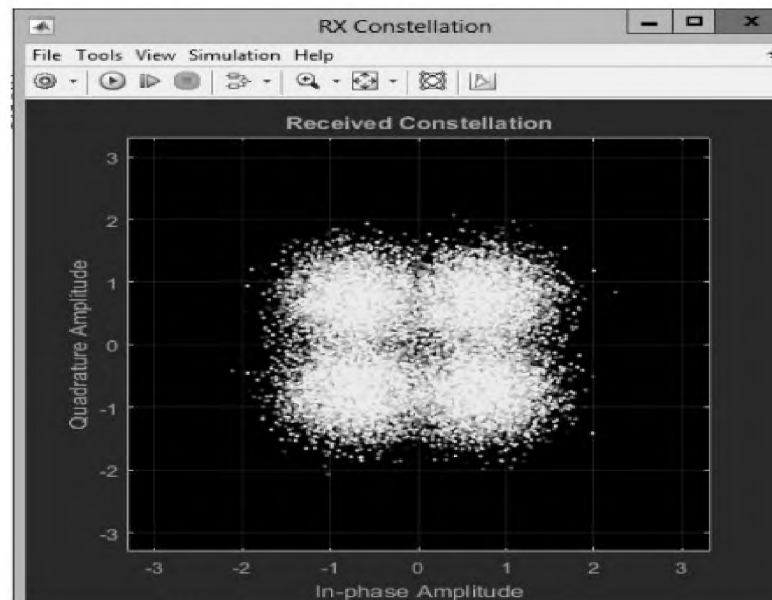 RX Constellation
File Tools View Simulation Help
Received Constellation
3
2
1
0
-1
-2
-3
Quadrature Amplitude
-3 -2 -1 0 1 2 3
In-phase Amplitude